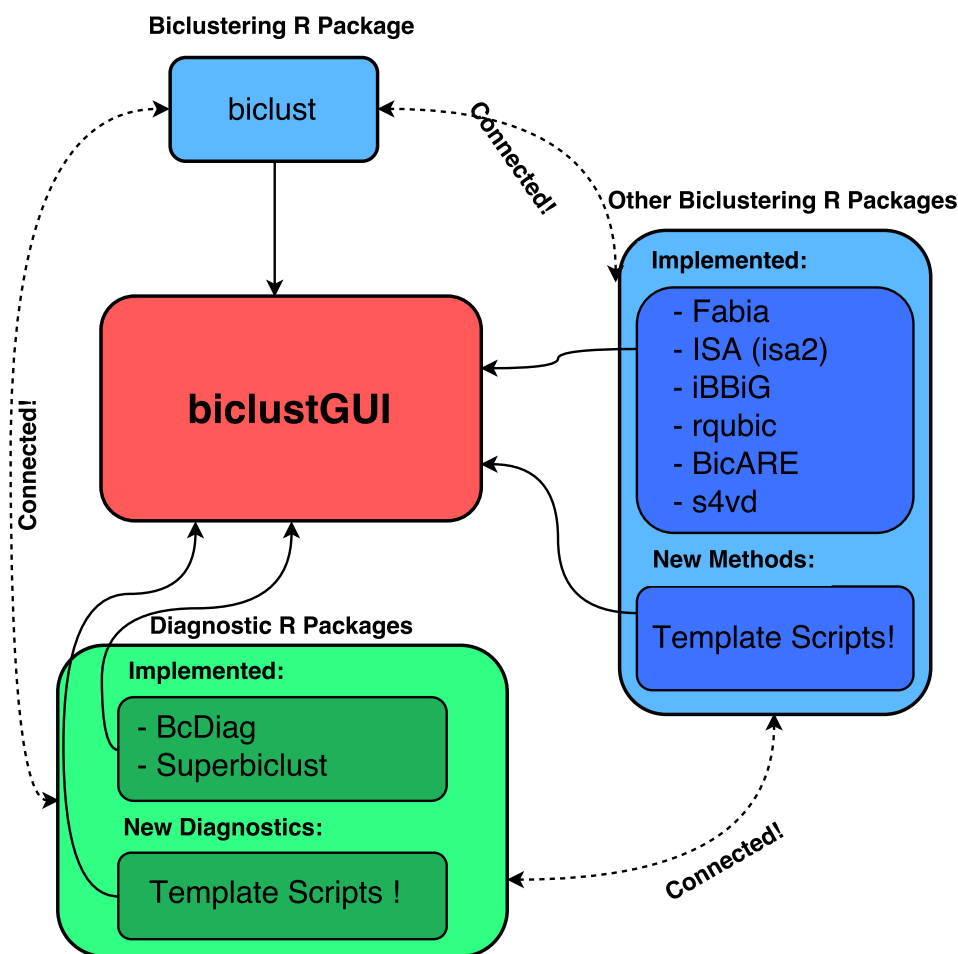 Biclustering R Package
biclust
Connected!
Other Biclustering R Packages
Implemented:
- Fabia
- ISA (isa2)
- iBBiG
- rqubic
- BicARE
- s4vd
New Methods:
Template Scripts!
biclustGUI
Connected!
Diagnostic R Packages
Implemented:
- BcDiag
- Superbiclust
New Diagnostics:
Template Scripts !
Connected!